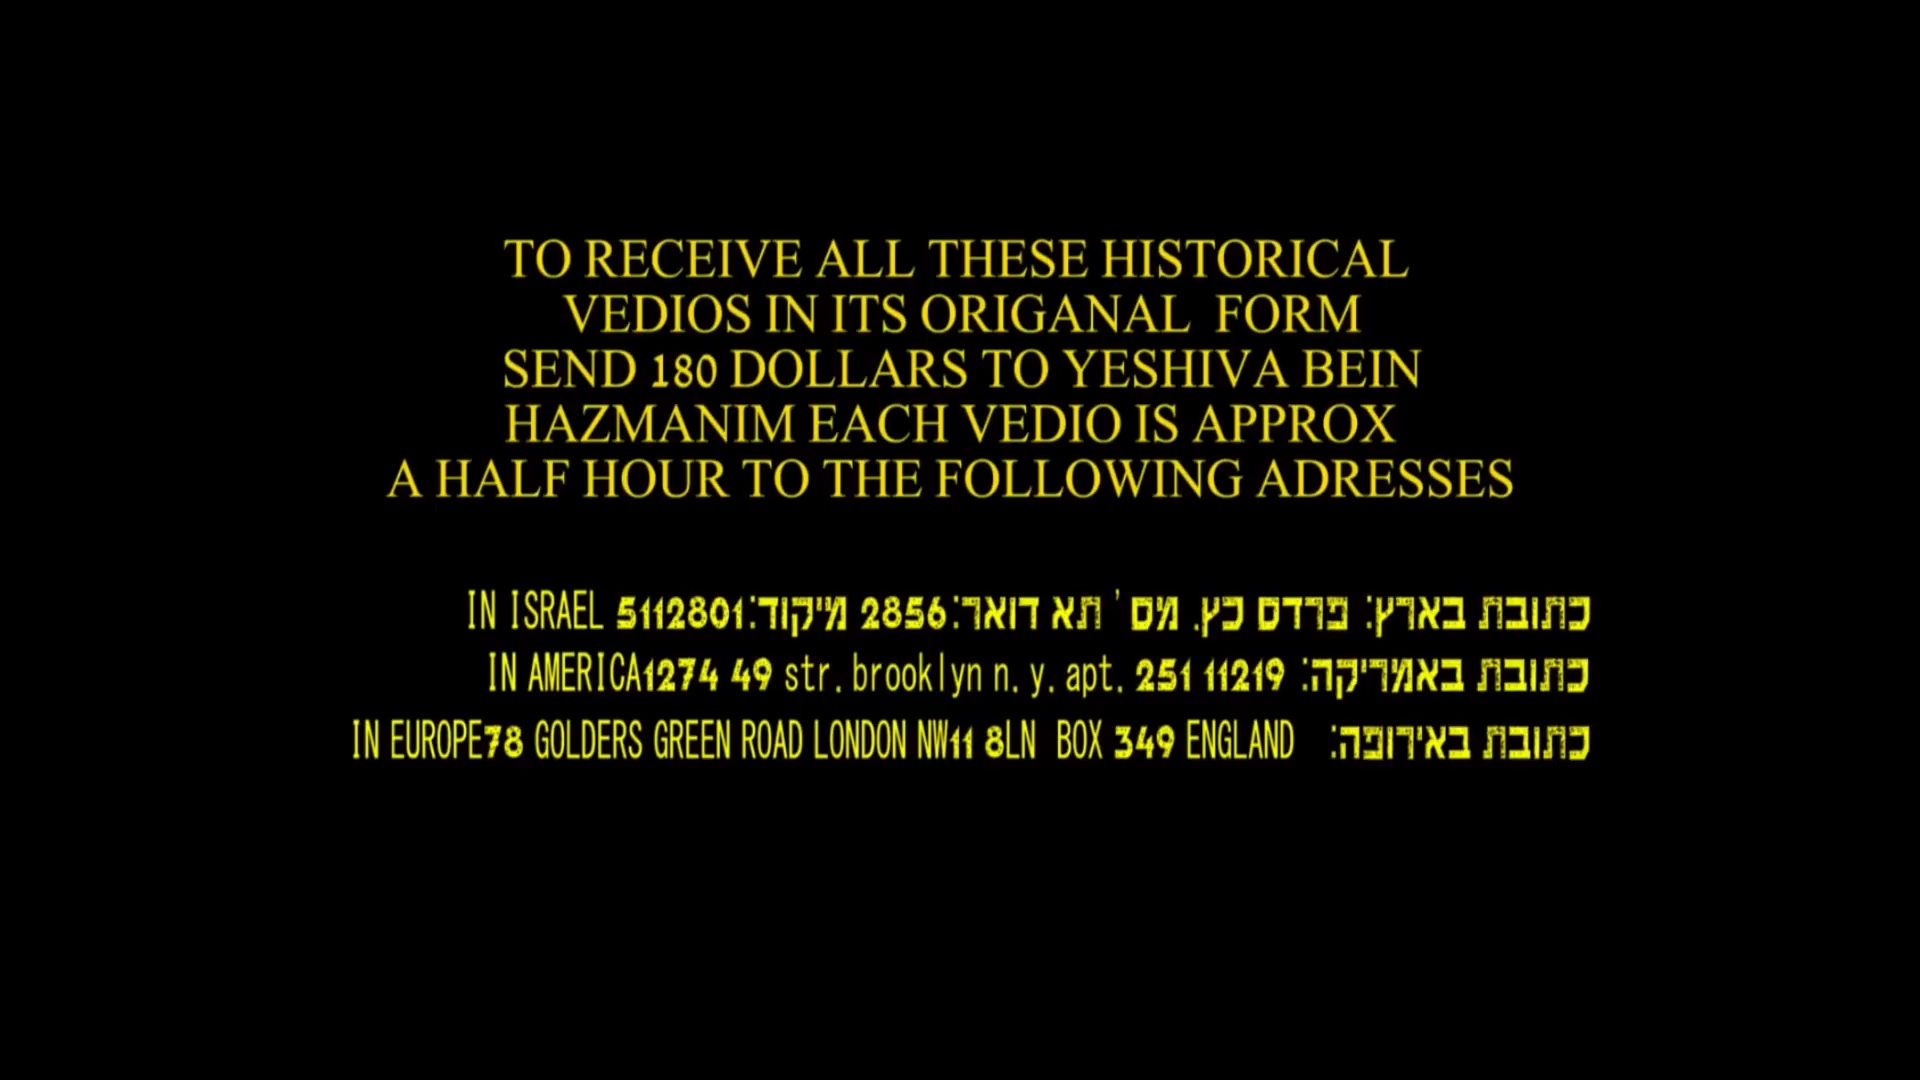 TO RECEIVE ALL THESE HISTORICAL
VEDIOS IN ITS ORIGANAL FORM
SEND 180 DOLLARS TO YESHIVA BEIN
HAZMANIM EACH VEDIO IS APPROX
A HALF HOUR TO THE FOLLOWING ADRESSES
כתובת בארץ: פרדס כץ. מס' תא דואר:2856 מיקוד:5112801 IN ISRAEL
כתובת באמריקה: IN AMERICA1274 49 str.brooklyn n.y.apt. 251 11219
כתובת באירופה: IN EUROPE78 GOLDERS GREEN ROAD LONDON NW11 8LN BOX 349 ENGLAND